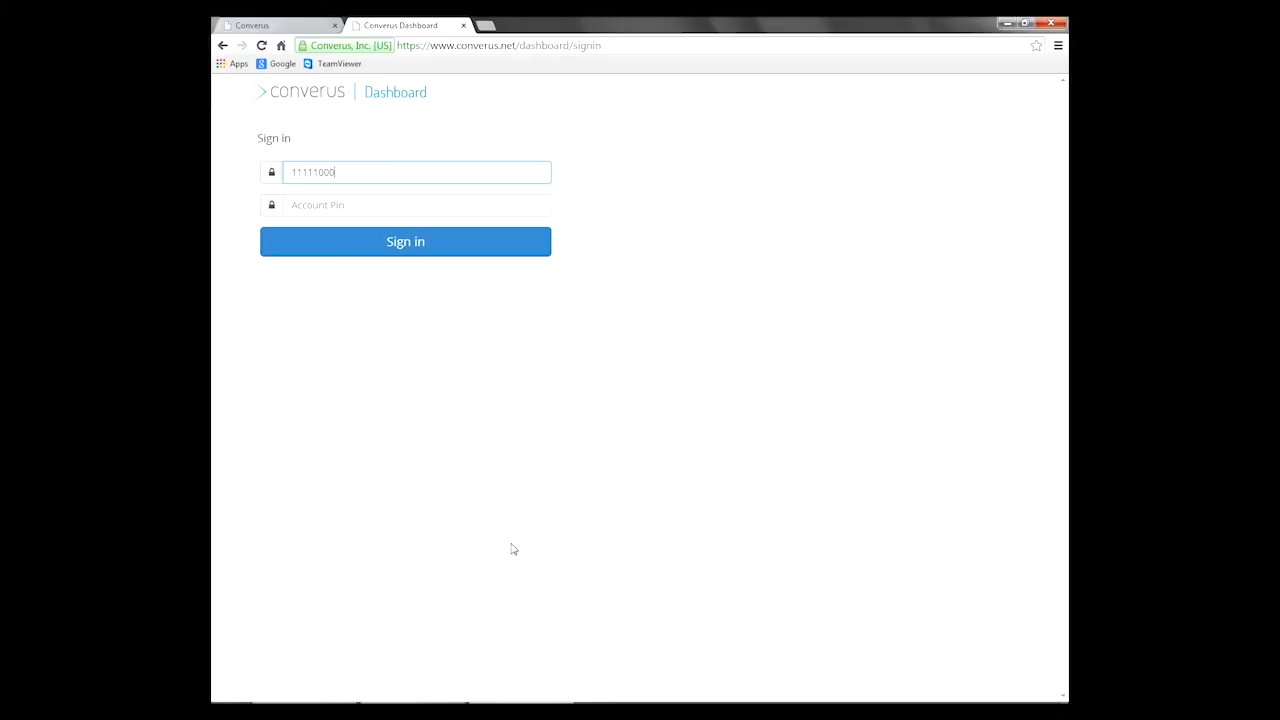 Converus
Converus Dashboard
Converus, Inc. [US] https://www.converus.net/dashboard/signin
Apps Google TeamViewer
converus | Dashboard
Sign in
11111000
Account Pin
Sign in